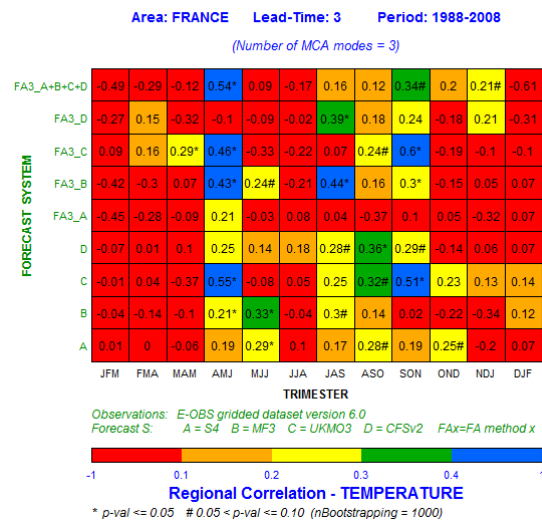 Area: FRANCE Lead-Time: 3 Period: 1988-2008
(Number of MCA modes = 3)
FORECAST SYSTEM
FA3_A+B+C+D -0.49 -0.29 -0.12 0.54* 0.09 -0.17 0.16 0.12 0.34# 0.2 0.21# -0.61
FA3_D -0.27 0.15 -0.32 -0.1 -0.09 -0.02 0.39* 0.18 0.24 -0.18 0.21 -0.31
FA3_C 0.09 0.16 0.29* 0.46* -0.33 -0.22 0.07 0.24# 0.6* -0.19 -0.1 -0.1
FA3_B -0.42 -0.3 0.07 0.43* 0.24# -0.21 0.44* 0.16 0.3* -0.15 0.05 0.07
FA3_A -0.45 -0.28 -0.09 0.21 -0.03 0.08 0.04 -0.37 0.1 0.05 -0.32 0.07
D -0.07 0.01 0.1 0.25 0.14 0.18 0.28# 0.36* 0.29# -0.14 0.06 0.07
C -0.01 0.04 -0.37 0.55* -0.08 0.05 0.25 0.32# 0.51* 0.23 0.13 0.14
B -0.04 -0.14 -0.1 0.21* 0.33* -0.04 0.3# 0.14 0.02 -0.22 -0.34 0.12
A 0.01 0 -0.06 0.19 0.29* 0.1 0.17 0.28# 0.19 0.25# -0.2 0.07
JFM FMA MAM AMJ MJJ JJA JAS ASO SON OND NDJ DJF
TRIMESTER
Observations: E-OBS gridded dataset version 6.0
Forecast S: A = S4 B = MF3 C = UKMO3 D = CFSv2 FAx=FA method x
-1 0.1 0.2 0.3 0.4 1
Regional Correlation - TEMPERATURE
* p-val <= 0.05 # 0.05 < p-val <= 0.10 (nBootstrapping = 1000)